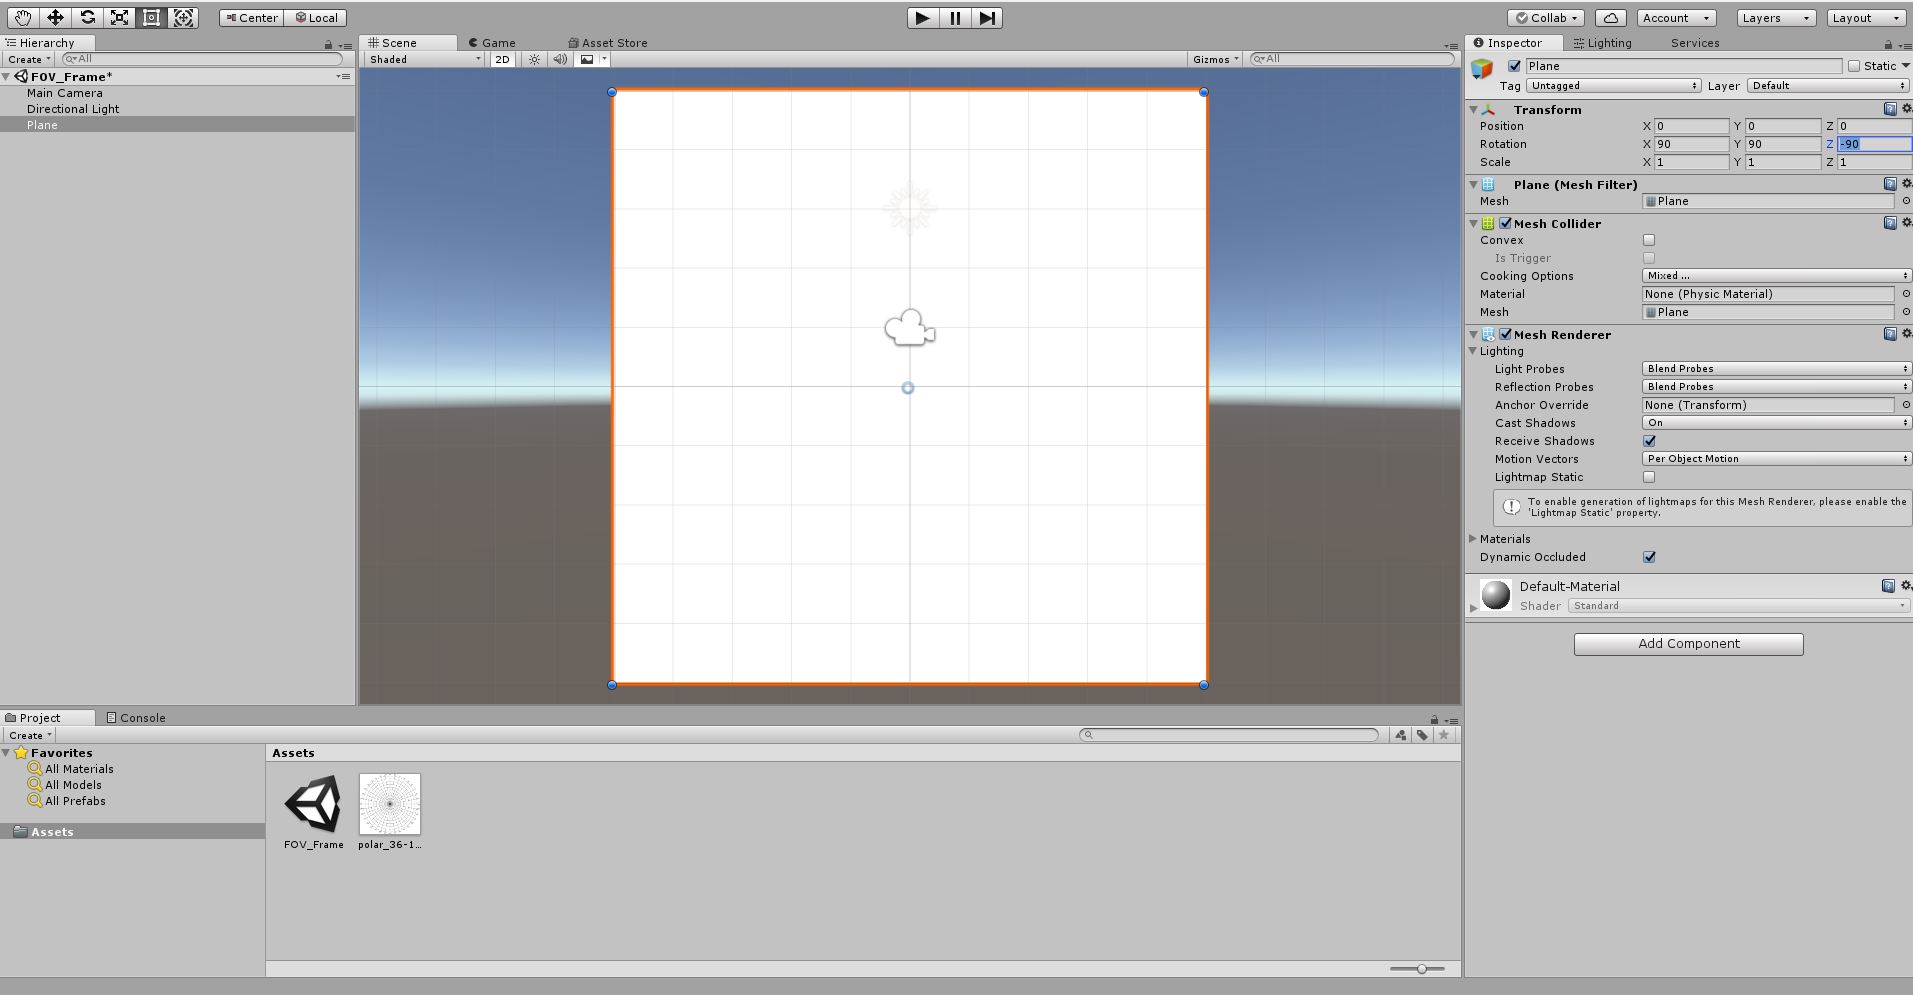 Center Local
Collab Account Layers Layout
Hierarchy
Create All
FOV_Frame*
Main Camera
Directional Light
Plane
Scene Game Asset Store
Shaded 2D Gizmos All
Inspector Lighting Services
Plane Static
Tag Untagged Layer Default
Transform
Position X 0 Y 0 Z 0
Rotation X 90 Y 90 Z -90
Scale X 1 Y 1 Z 1
Plane (Mesh Filter)
Mesh Plane
Mesh Collider
Convex
Is Trigger
Cooking Options Mixed ...
Material None (Physic Material)
Mesh Plane
Mesh Renderer
Lighting
Light Probes Blend Probes
Reflection Probes Blend Probes
Anchor Override None (Transform)
Cast Shadows On
Receive Shadows
Motion Vectors Per Object Motion
Lightmap Static
To enable generation of lightmaps for this Mesh Renderer, please enable the
'Lightmap Static' property.
Materials
Dynamic Occluded
Default-Material
Shader Standard
Add Component
Project Console
Create
Favorites
All Materials
All Models
All Prefabs
Assets
Assets
FOV_Frame polar_36-1...